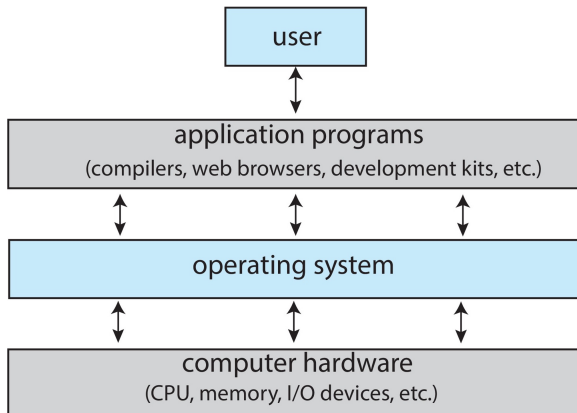 user
application programs
(compilers, web browsers, development kits, etc.)
operating system
computer hardware
(CPU, memory, I/O devices, etc.)